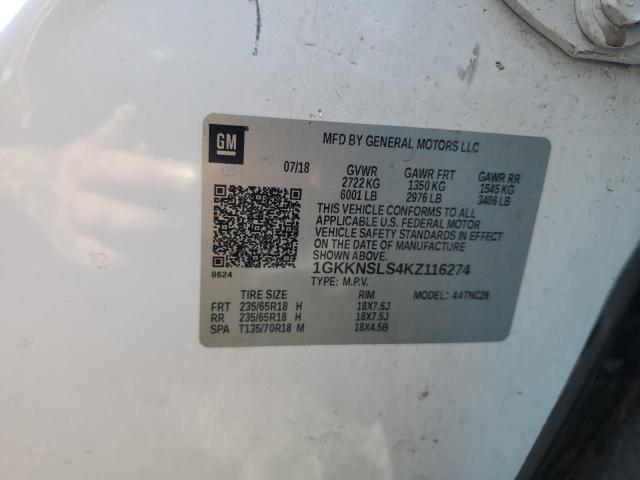 GM
MFD BY GENERAL MOTORS LLC
07/18 GVWR GAWR FRT GAWR RR
2722 KG 1350 KG 1545 KG
6001 LB 2976 LB 3406 LB
THIS VEHICLE CONFORMS TO ALL
APPLICABLE U.S. FEDERAL MOTOR
VEHICLE SAFETY STANDARDS IN
EFFECT ON THE DATE OF MANUFACTURE
SHOWN ABOVE.
8624
1GKKNSLS4KZ116274
TYPE: M.P.V. MODEL: 44TNC26
TIRE SIZE RIM
FRT 235/65R18 H 18X7.5J
RR 235/65R18 H 18X7.5J
SPA T135/70R18 M 18X4.5B